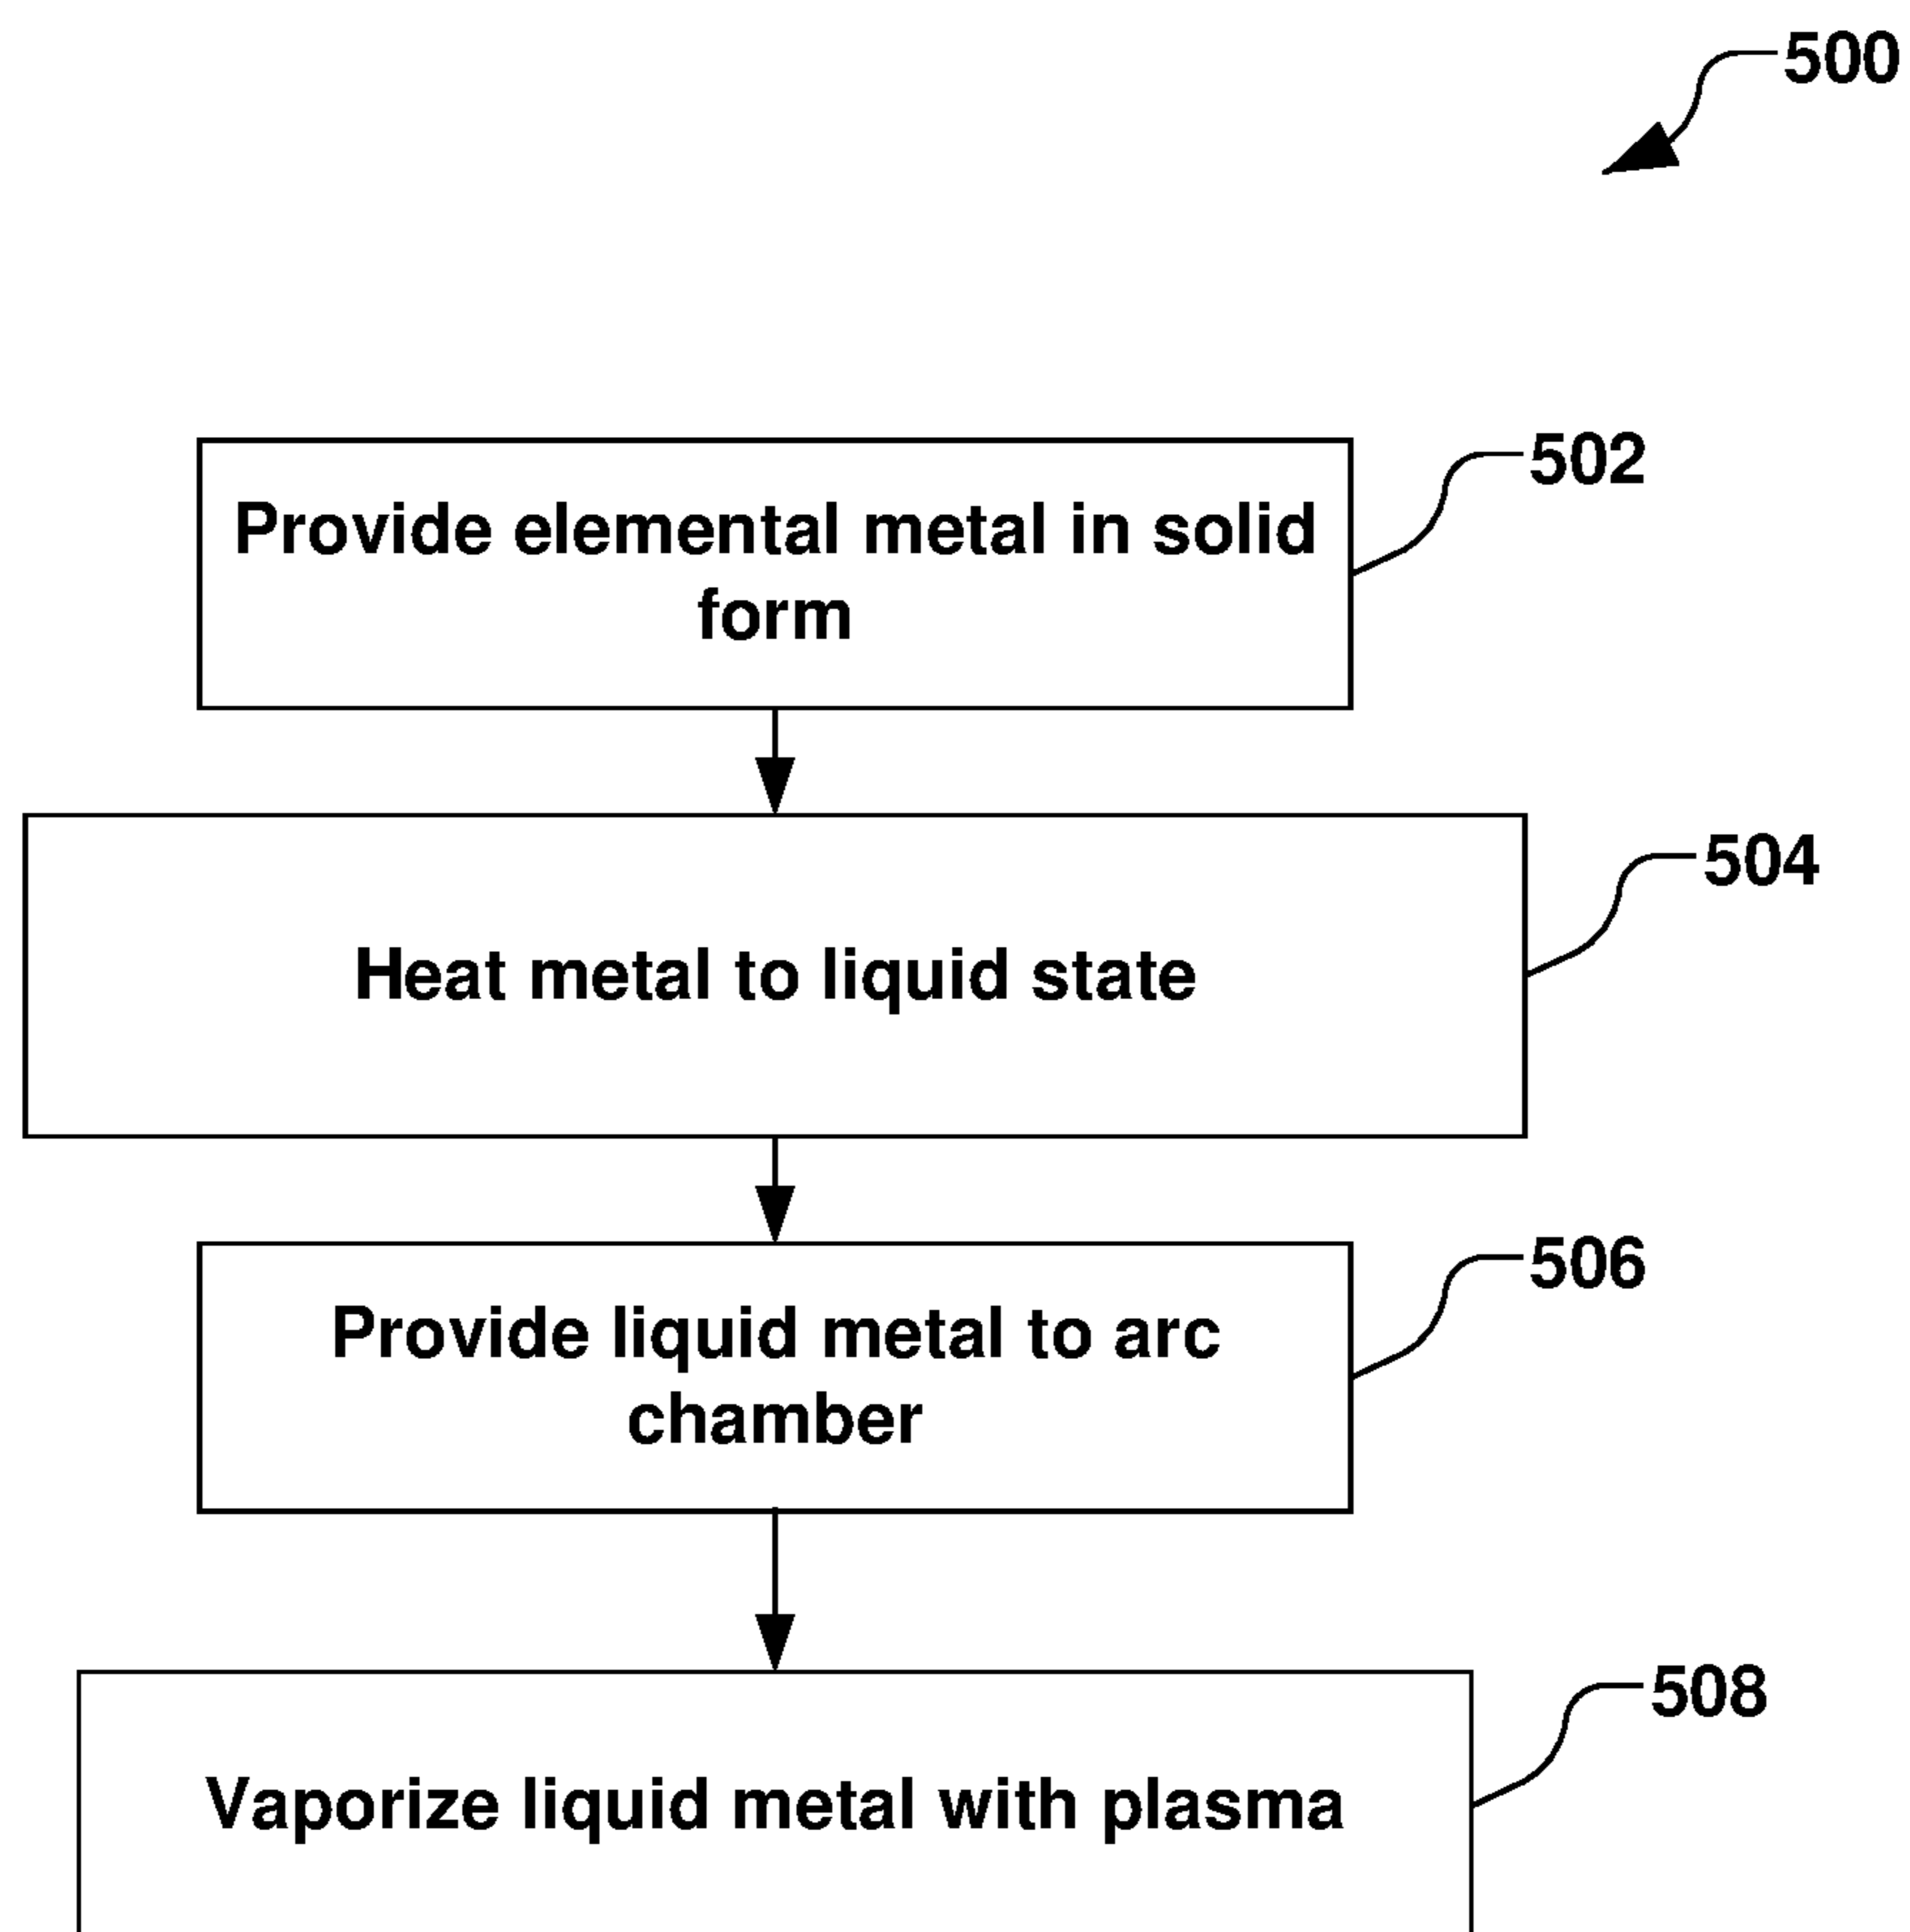 500
502
Provide elemental metal in solid
form
504
Heat metal to liquid state
506
Provide liquid metal to arc
chamber
508
Vaporize liquid metal with plasma